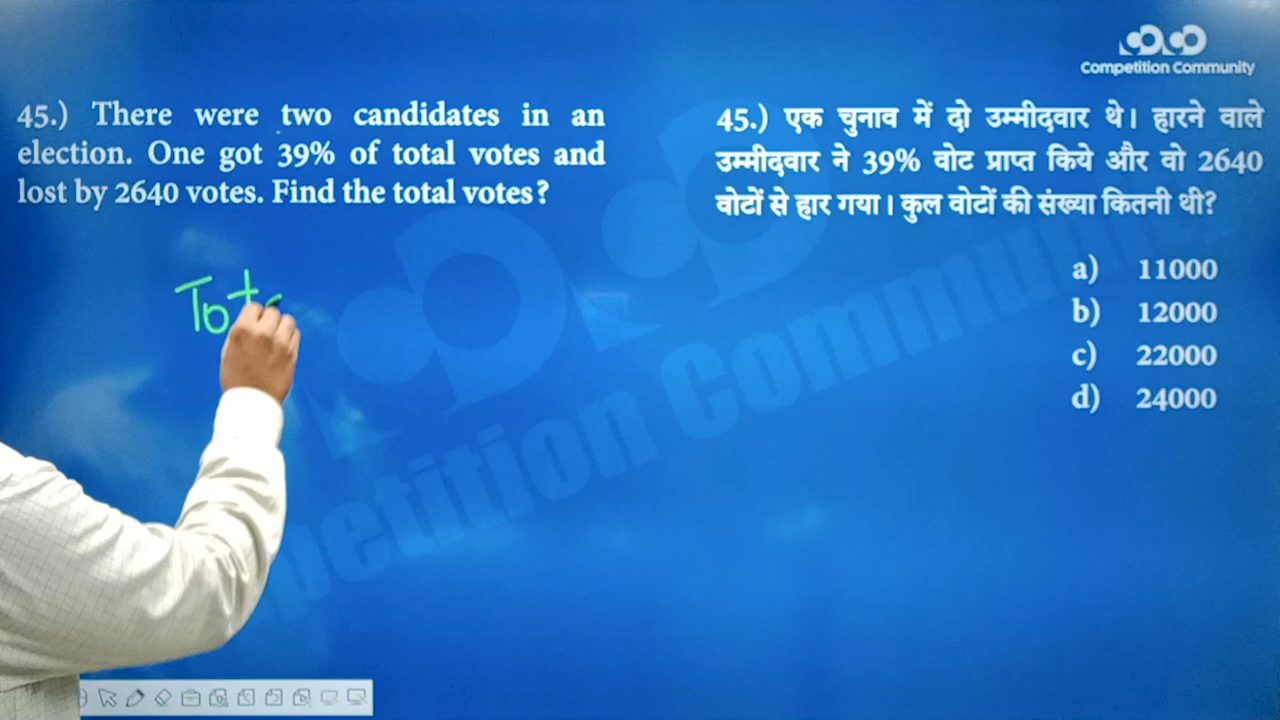 Competition Community
45.) There were two candidates in an
election. One got 39% of total votes and
lost by 2640 votes. Find the total votes?
45.) एक चुनाव में दो उम्मीदवार थे। हारने वाले
उम्मीदवार ने 39% वोट प्राप्त किये और वो 2640
वोटों से हार गया। कुल वोटों की संख्या कितनी थी?
a) 11000
b) 12000
c) 22000
d) 24000
Tot
petition Community